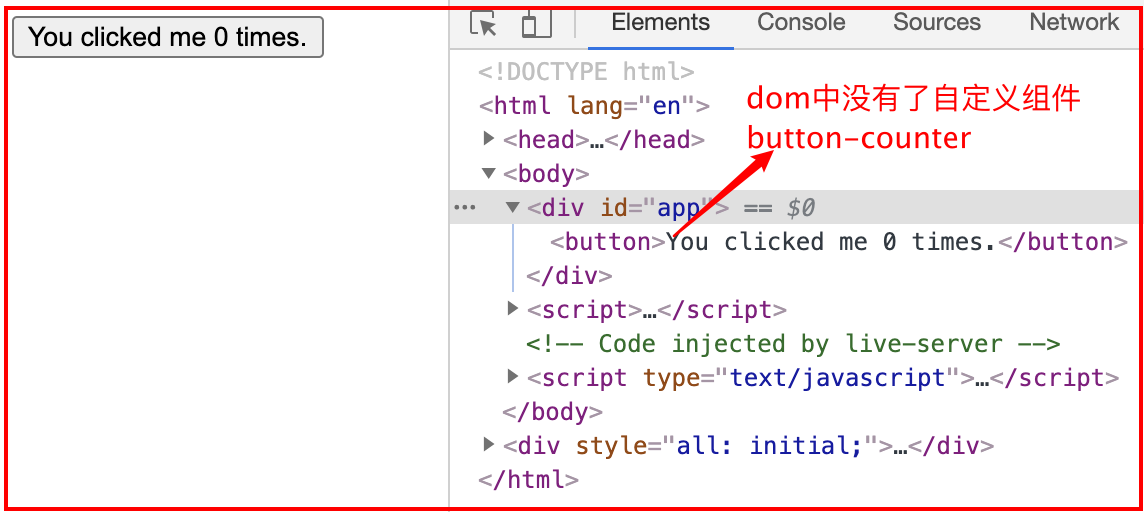 You clicked me 0 times.
Elements Console Sources Network
<!DOCTYPE html>
<html lang="en">
dom中没有了自定义组件
button-counter
▶<head>…</head>
▼<body>
… ▼<div id="app"> == $0
<button>You clicked me 0 times.</button>
</div>
▶<script>…</script>
<!-- Code injected by live-server -->
▶<script type="text/javascript">…</script>
</body>
▶<div style="all: initial;">…</div>
</html>